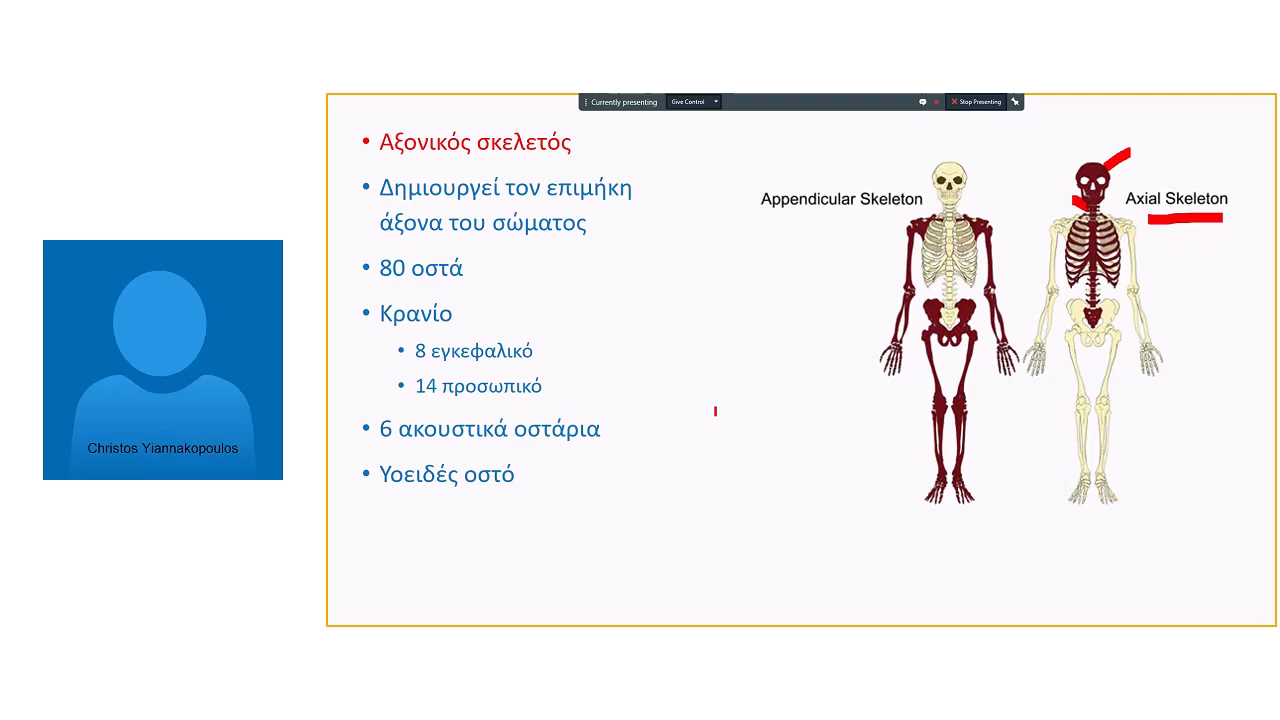 Currently presenting
Give Control
Stop Presenting
• Αξονικός σκελετός
• Δημιουργεί τον επιμήκη
άξονα του σώματος
• 80 οστά
• Κρανίο
• 8 εγκεφαλικό
• 14 προσωπικό
• 6 ακουστικά οστάρια
• Υοειδές οστό
Appendicular Skeleton
Axial Skeleton
Christos Yiannakopoulos